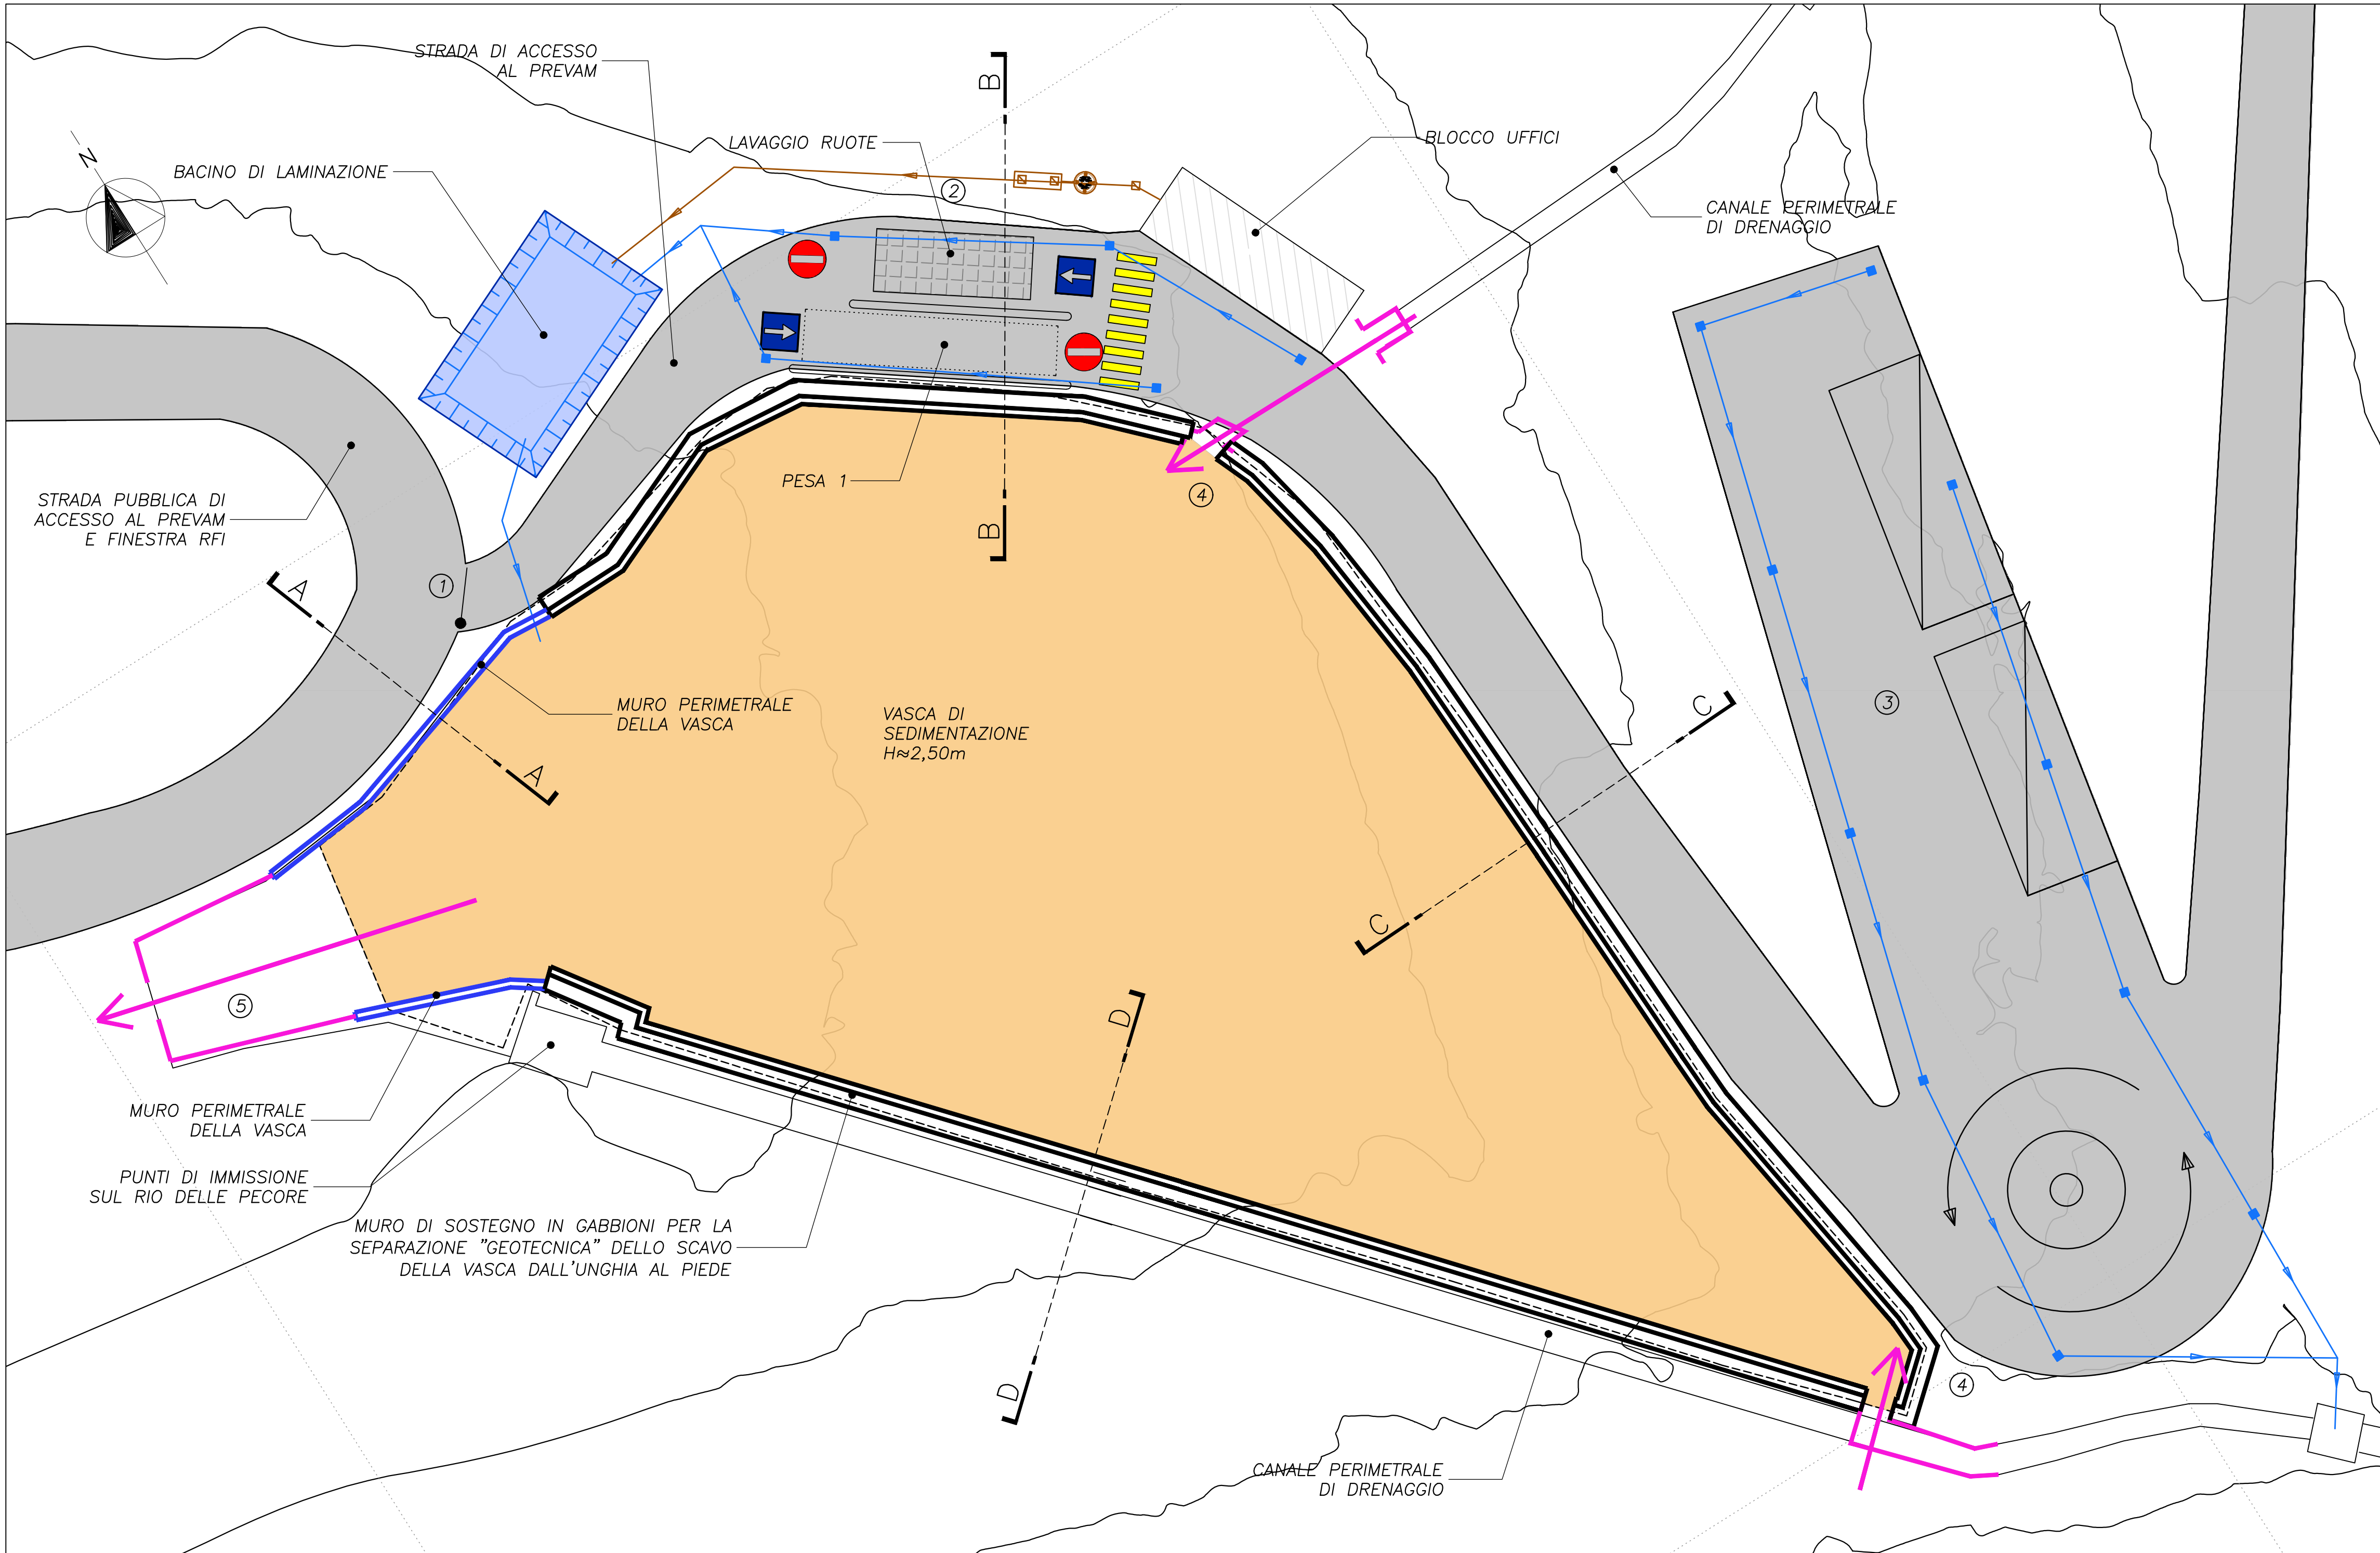 STRADA DI ACCESSO
AL PREVAM
B
LAVAGGIO RUOTE
BLOCCO UFFICI
N
BACINO DI LAMINAZIONE
2
CANALE PERIMETRALE
DI DRENAGGIO
PESA 1
4
STRADA PUBBLICA DI
ACCESSO AL PREVAM
E FINESTRA RFI
B
1
A
MURO PERIMETRALE
DELLA VASCA
VASCA DI
SEDIMENTAZIONE
H≈2,50m
C
3
A
C
5
D
MURO PERIMETRALE
DELLA VASCA
PUNTI DI IMMISSIONE
SUL RIO DELLE PECORE
MURO DI SOSTEGNO IN GABBIONI PER LA
SEPARAZIONE "GEOTECNICA" DELLO SCAVO
DELLA VASCA DALL'UNGHIA AL PIEDE
D
4
CANALE PERIMETRALE
DI DRENAGGIO